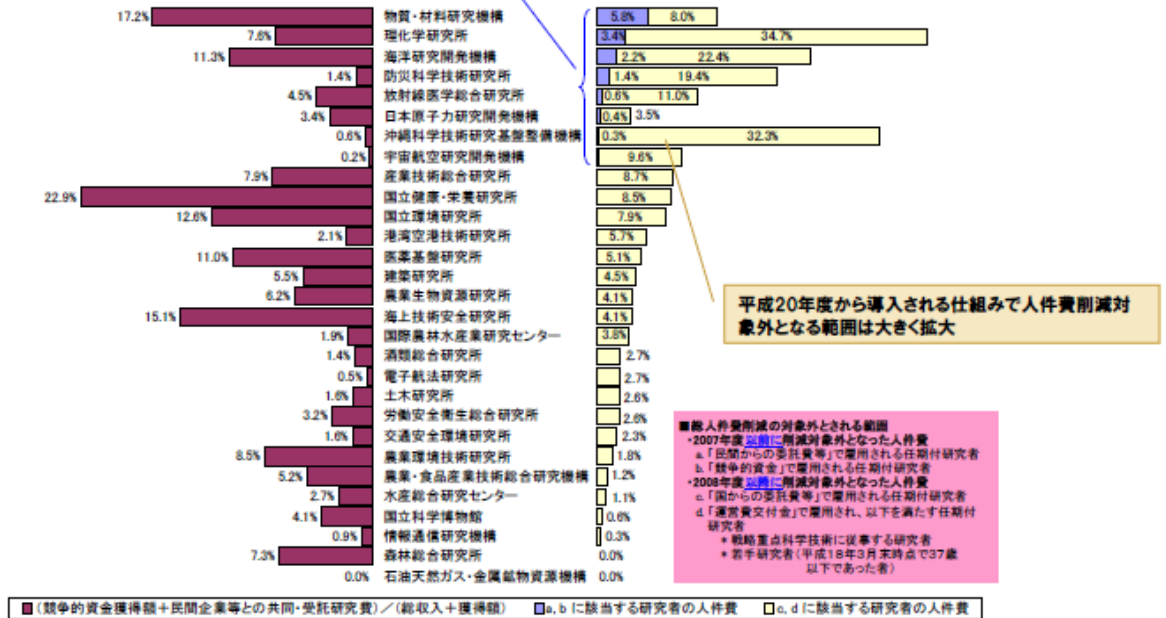 17.2% 物質・材料研究機構 5.8% 8.0%
7.6% 理化学研究所 3.4% 34.7%
11.3% 海洋研究開発機構 2.2% 22.4%
1.4% 防災科学技術研究所 1.4% 19.4%
4.5% 放射線医学総合研究所 0.6% 11.0%
3.4% 日本原子力研究開発機構 0.4% 3.5%
0.6% 沖縄科学技術研究基盤整備機構 0.3% 32.3%
0.2% 宇宙航空研究開発機構 9.6%
7.9% 産業技術総合研究所 8.7%
22.9% 国立健康・栄養研究所 8.5%
12.6% 国立環境研究所 7.9%
2.1% 港湾空港技術研究所 5.7%
11.0% 医薬基盤研究所 5.1%
5.5% 建築研究所 4.5%
6.2% 農業生物資源研究所 4.1%
15.1% 海上技術安全研究所 4.1%
1.9% 国際農林水産業研究センター 3.8%
1.4% 酒類総合研究所 2.7%
0.5% 電子航法研究所 2.7%
1.6% 土木研究所 2.6%
3.2% 労働安全衛生総合研究所 2.6%
1.6% 交通安全環境研究所 2.3%
8.5% 農業環境技術研究所 1.8%
5.2% 農業・食品産業技術総合研究機構 1.2%
2.7% 水産総合研究センター 1.1%
4.1% 国立科学博物館 0.6%
0.9% 情報通信研究機構 0.3%
7.3% 森林総合研究所 0.0%
0.0% 石油天然ガス・金属鉱物資源機構 0.0%
平成20年度から導入される仕組みで人件費削減対
象外となる範囲は大きく拡大
■総人件費削減の対象外とされる範囲
・2007年度以前に削減対象外となった人件費
a.「民間からの委託費等」で雇用される任期付研究者
b.「競争的資金」で雇用される任期付研究者
・2008年度以降に削減対象外となった人件費
c.「国からの委託費等」で雇用される任期付研究者
d.「運営費交付金」で雇用され、以下を満たす任期付
研究者
＊戦略重点科学技術に従事する研究者
＊若手研究者(平成18年3月末時点で37歳
以下であった者)
■(競争的資金獲得額+民間企業等との共同・受託研究費)/(総収入+獲得額) □a, b に該当する研究者の人件費 □c, d に該当する研究者の人件費